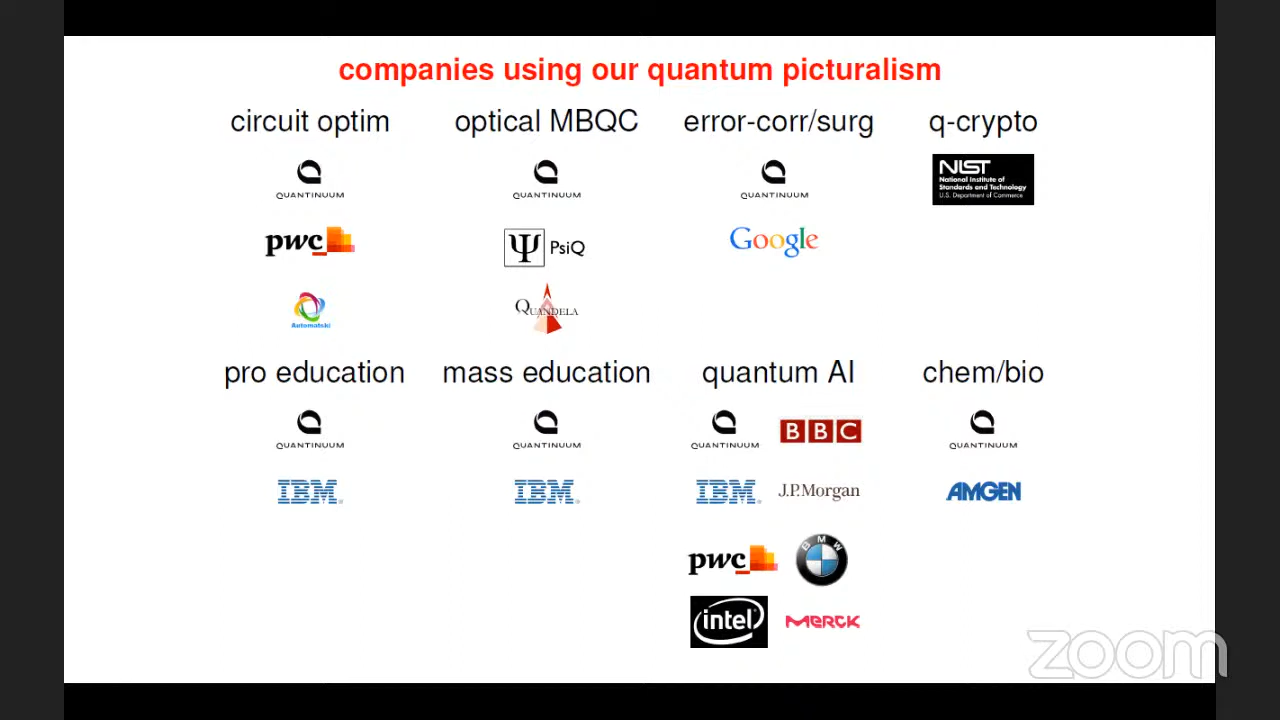 companies using our quantum picturalism
circuit optim
QUANTINUUM
pwc
Automatski
optical MBQC
QUANTINUUM
Ψ PsiQ
QUANDELA
error-corr/surg
QUANTINUUM
Google
q-crypto
NIST
National Institute of
Standards and Technology
U.S. Department of Commerce
pro education
QUANTINUUM
IBM®
mass education
QUANTINUUM
IBM®
quantum AI
QUANTINUUM BBC
IBM® J.P.Morgan
pwc BMW
intel MERCK
chem/bio
QUANTINUUM
AMGEN
zoom